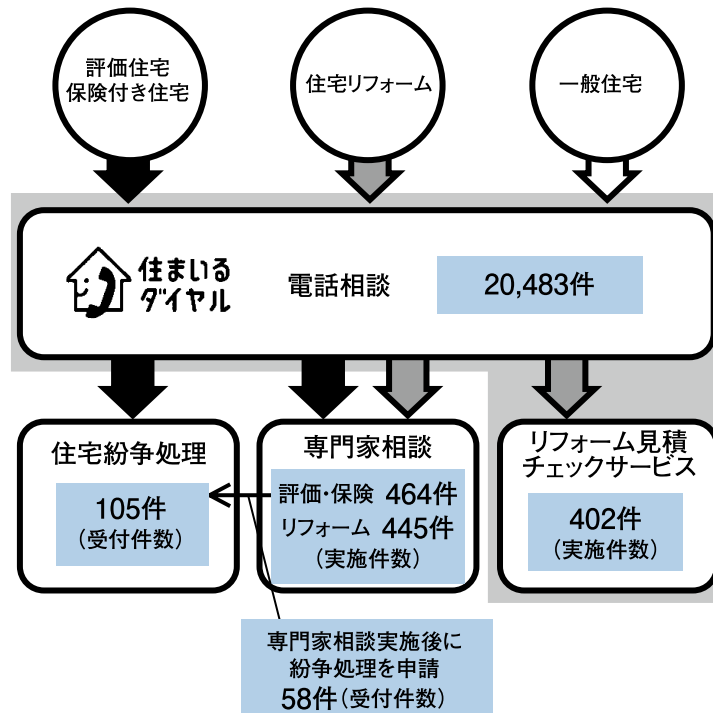 評価住宅
保険付き住宅
住宅リフォーム
一般住宅
住まいる
ダイヤル
電話相談
20,483件
住宅紛争処理
105件
（受付件数）
専門家相談
評価・保険 464件
リフォーム 445件
（実施件数）
リフォーム見積
チェックサービス
402件
（実施件数）
専門家相談実施後に
紛争処理を申請
58件（受付件数）